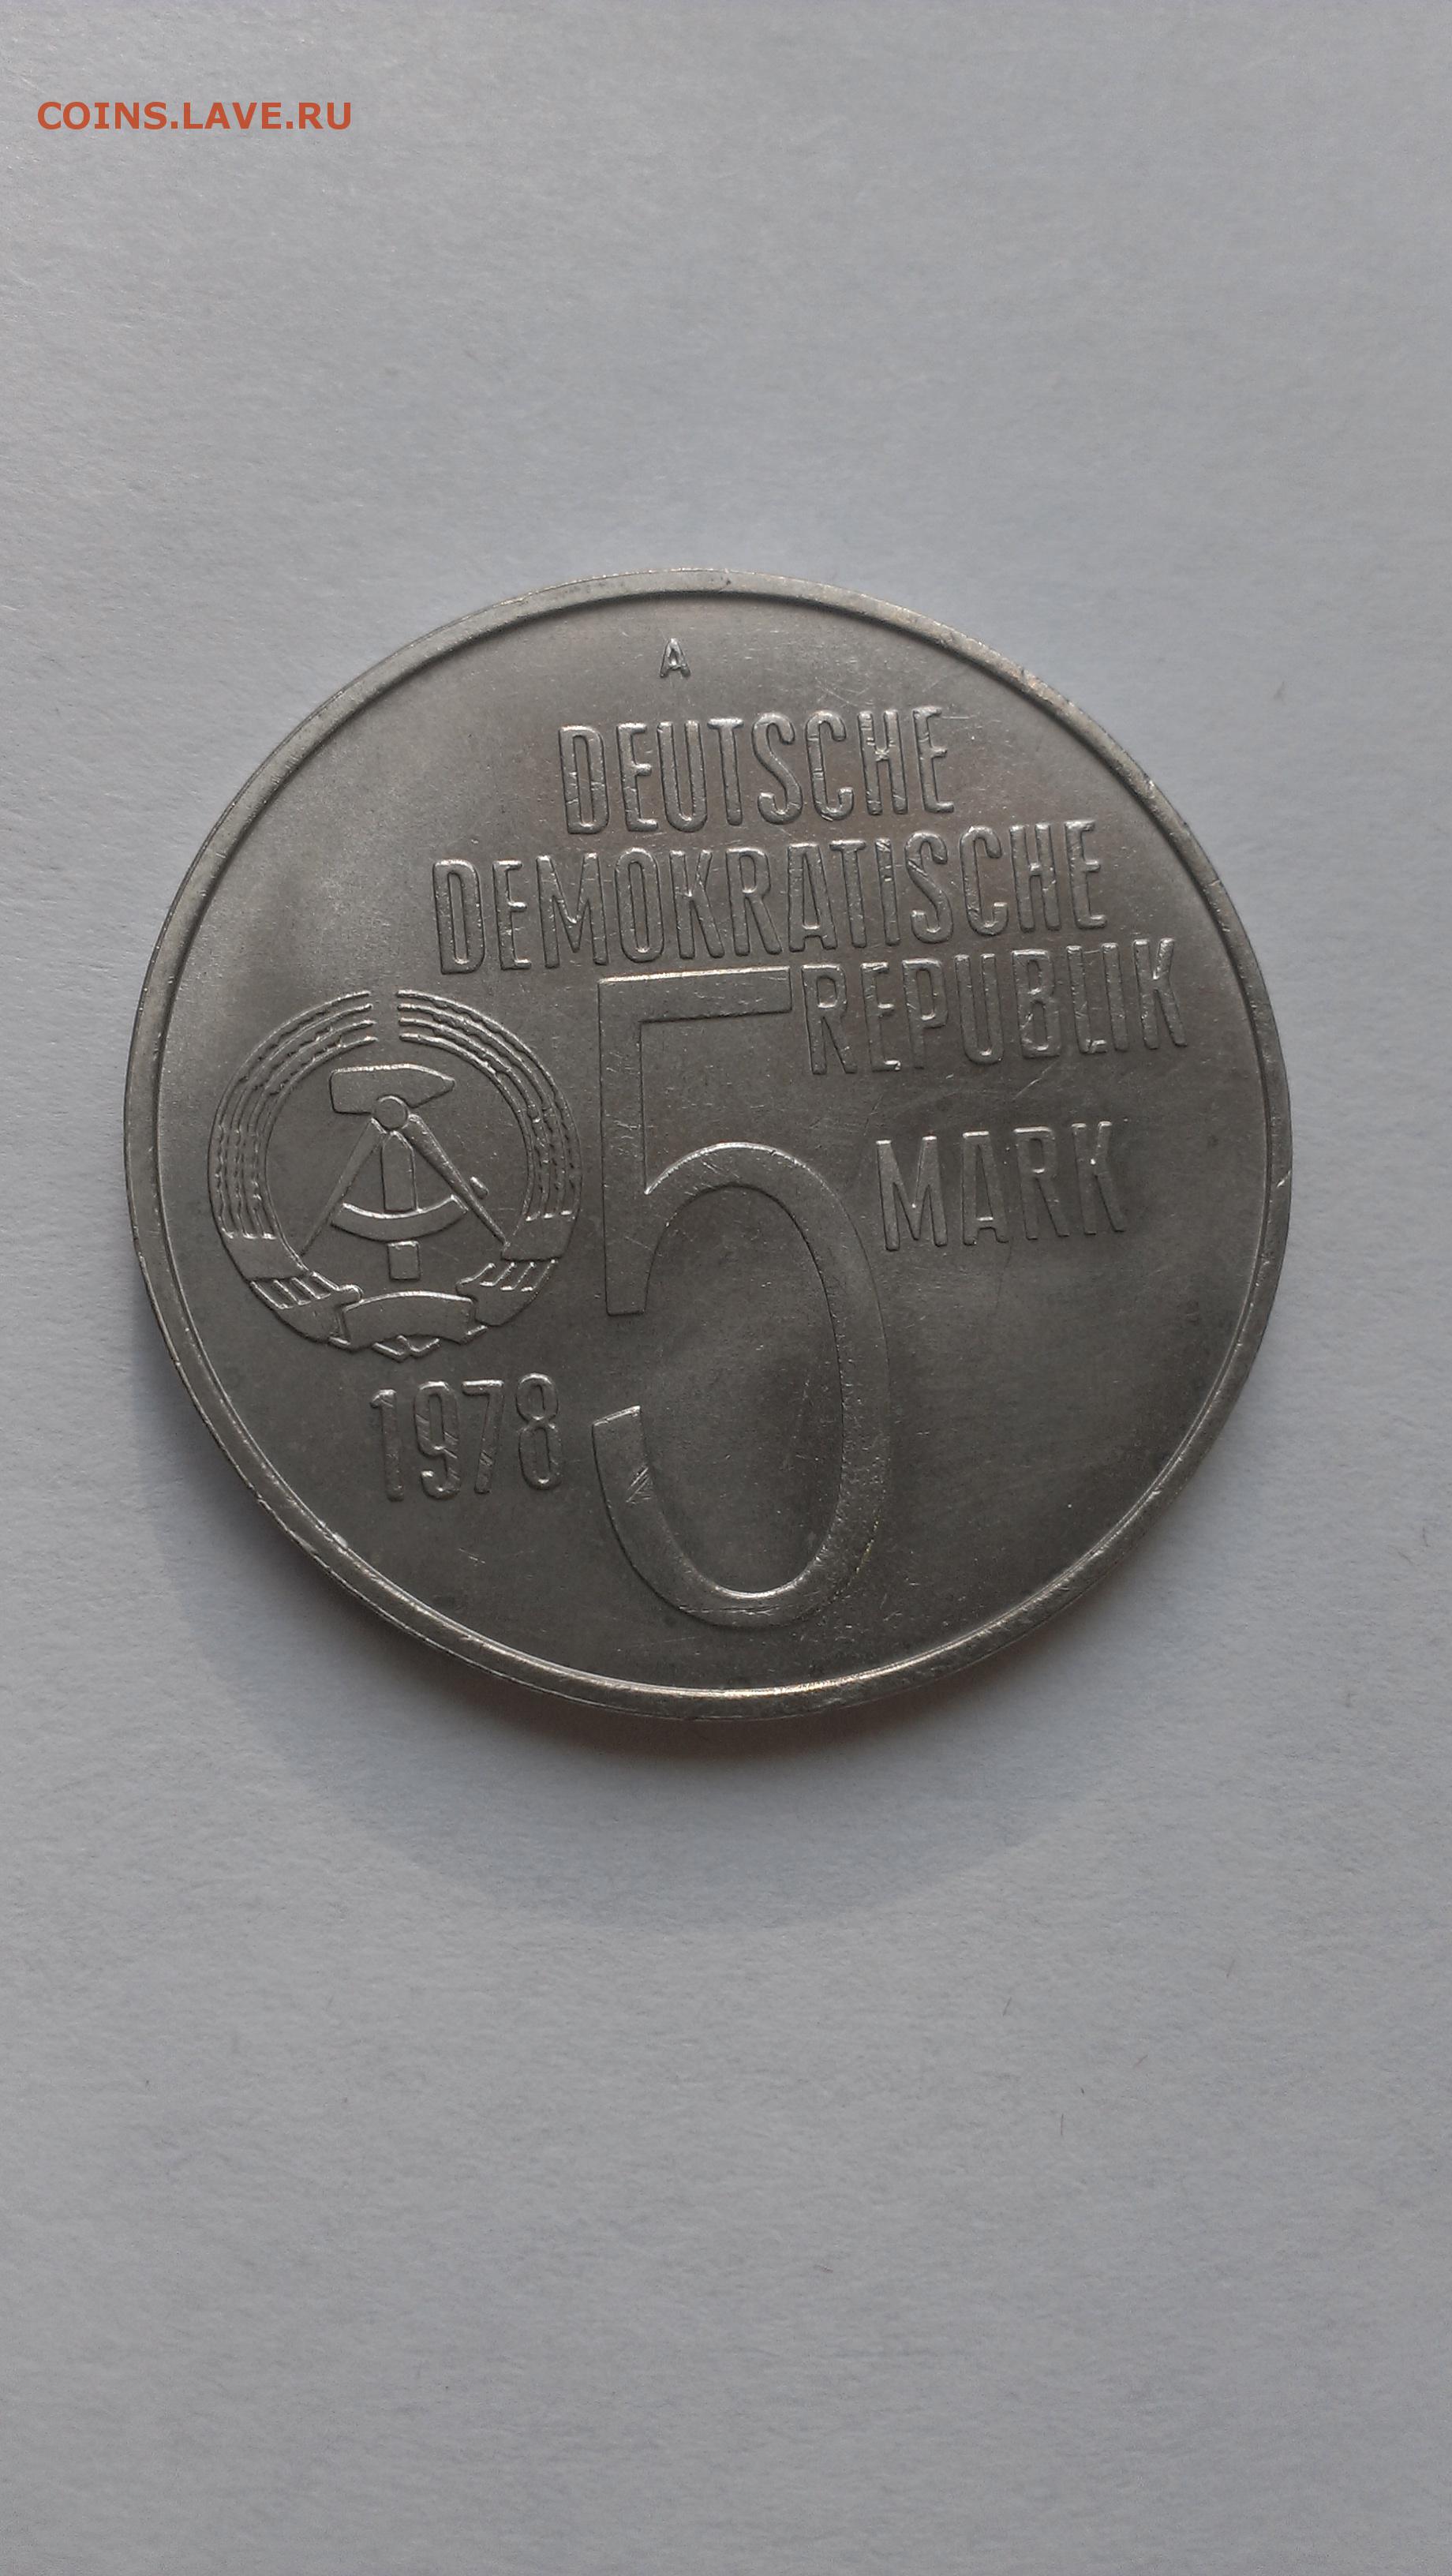 COINS.LAVE.RU
A
DEUTSCHE
DEMOKRATISCHE
REPUBLIK
5 MARK
1978